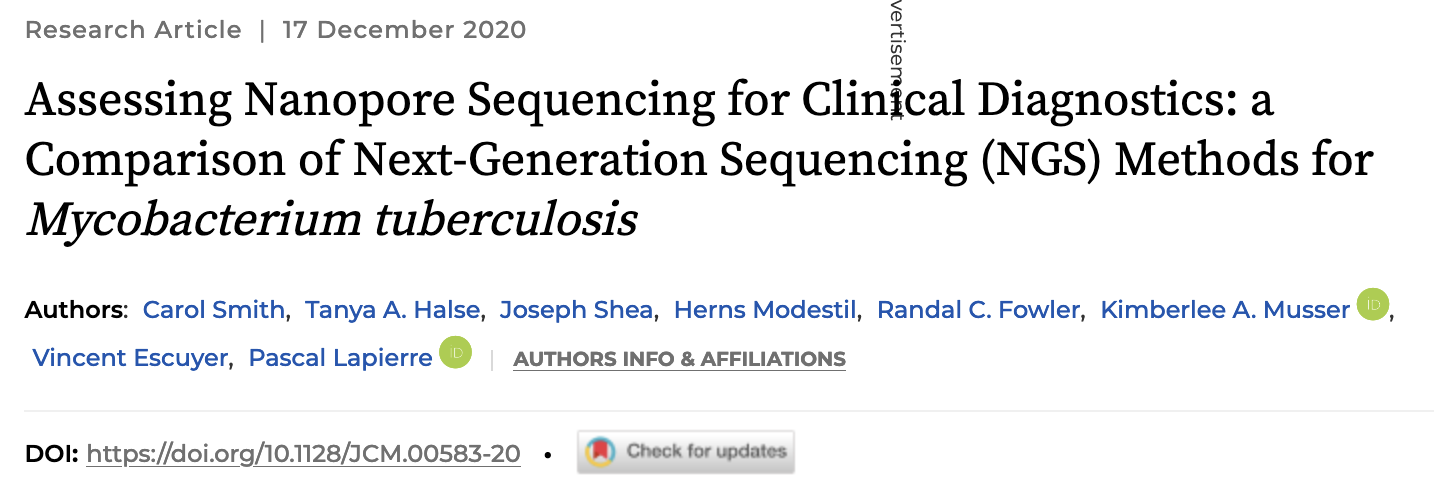 Research Article | 17 December 2020
vertisement
Assessing Nanopore Sequencing for Clinical Diagnostics: a
Comparison of Next-Generation Sequencing (NGS) Methods for
Mycobacterium tuberculosis
Authors: Carol Smith, Tanya A. Halse, Joseph Shea, Herns Modestil, Randal C. Fowler, Kimberlee A. Musser iD,
Vincent Escuyer, Pascal Lapierre iD | AUTHORS INFO & AFFILIATIONS
DOI: https://doi.org/10.1128/JCM.00583-20 • Check for updates